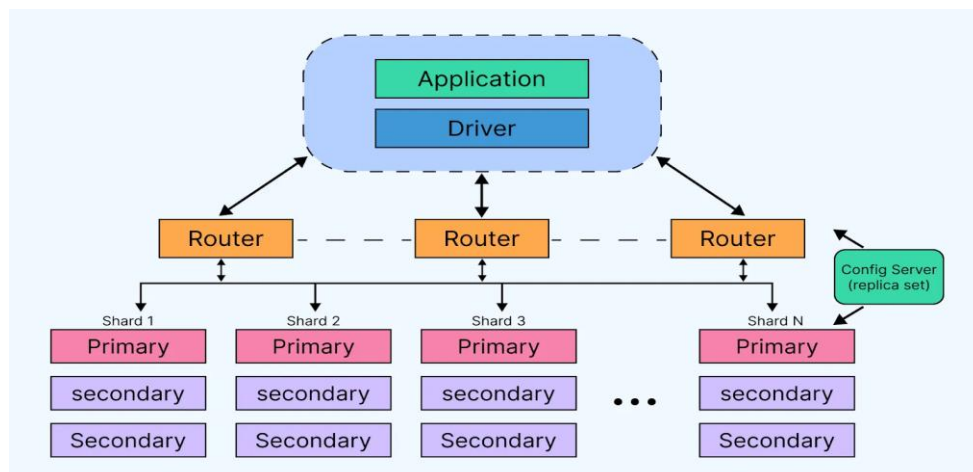 Application
Driver
Router
Router
Router
Config Server
(replica set)
Shard 1
Shard 2
Shard 3
Shard N
Primary
Primary
Primary
Primary
secondary
secondary
secondary
secondary
Secondary
Secondary
Secondary
Secondary